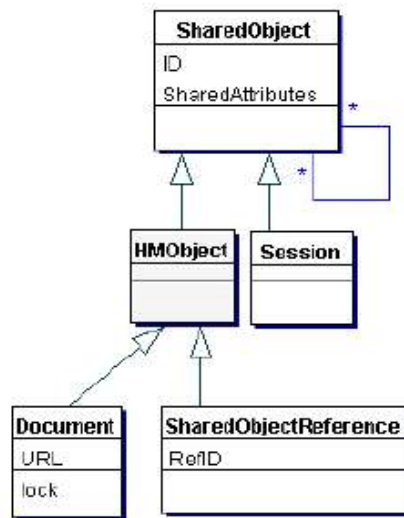 SharedObject
ID
SharedAttributes
*
*
HMObject
Session
Document
URL
lock
SharedObjectReference
RefID